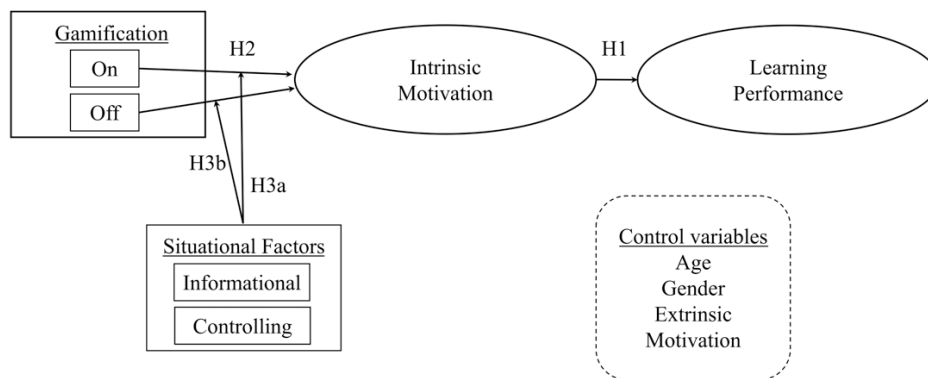 Gamification
On
Off
H2
Intrinsic
Motivation
H1
Learning
Performance
H3b
H3a
Situational Factors
Informational
Controlling
Control variables
Age
Gender
Extrinsic
Motivation